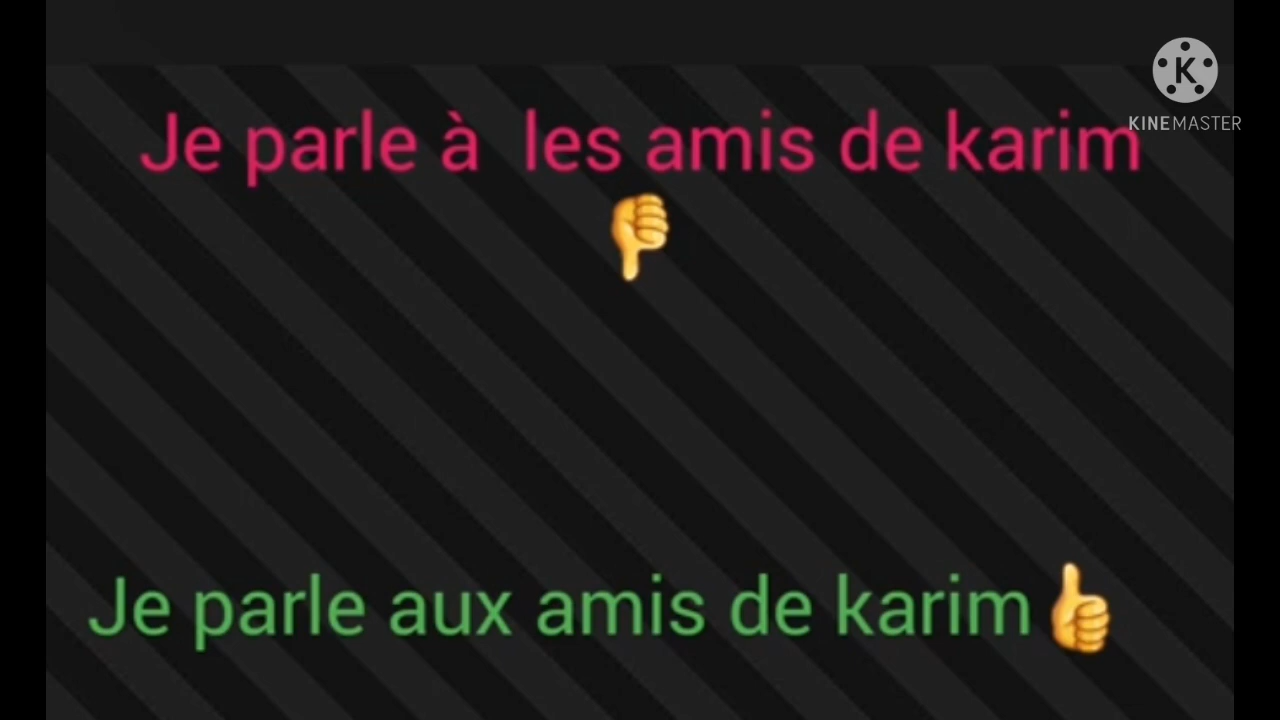 Je parle à les amis de karim
👎
Je parle aux amis de karim👍
K
KINEMASTER